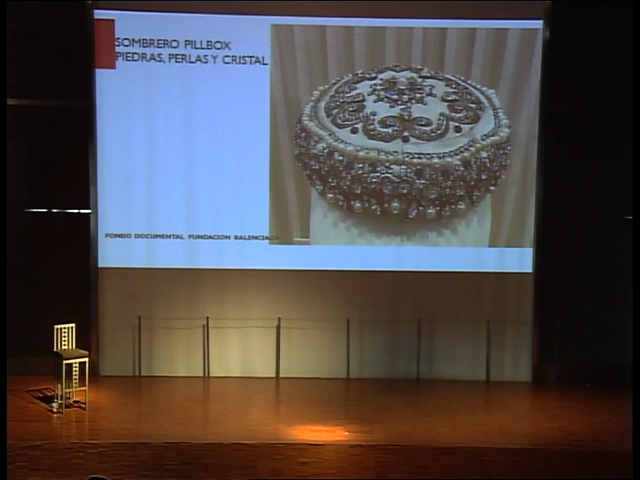 SOMBRERO PILLBOX
PIEDRAS, PERLAS Y CRISTAL
FONDO DOCUMENTAL FUNDACION BALENCIAGA